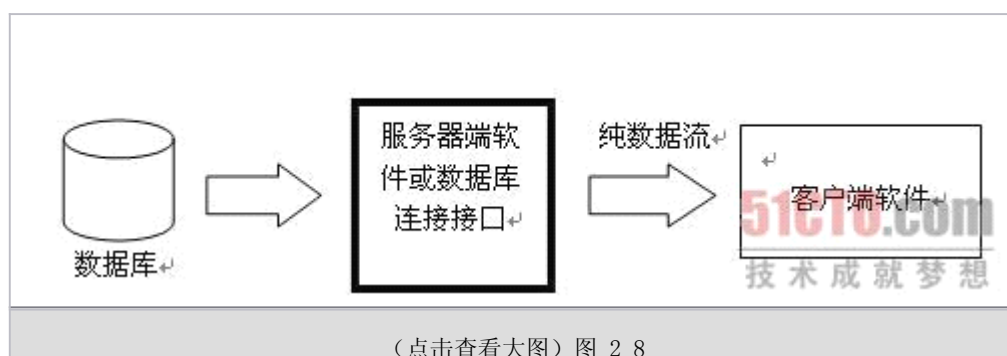 数据库
服务器端软
件或数据库
连接接口
纯数据流
客户端软件
51CTO.com
技术成就梦想
（点击查看大图）图 2 8